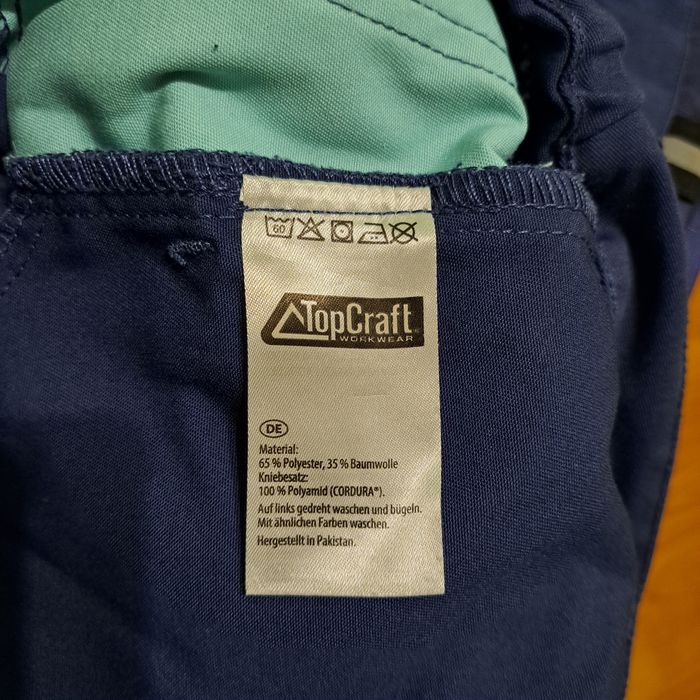 60
TopCraft
WORKWEAR
DE
Material:
65 % Polyester, 35 % Baumwolle
Kniebesatz:
100 % Polyamid (CORDURA®).
Auf links gedreht waschen und bügeln.
Mit ähnlichen Farben waschen.
Hergestellt in Pakistan.